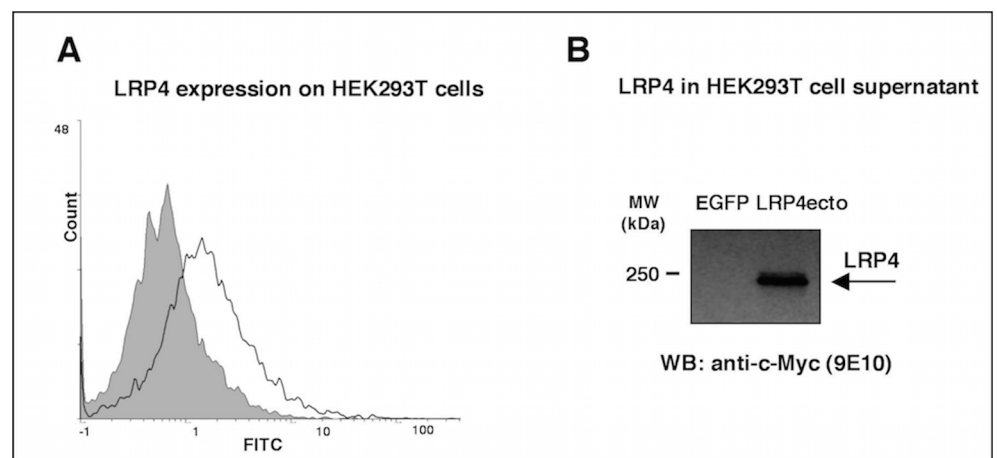 A
LRP4 expression on HEK293T cells
48
Count
-1 1 10 100
FITC
B
LRP4 in HEK293T cell supernatant
MW
(kDa)
EGFP LRP4ecto
250
LRP4
WB: anti-c-Myc (9E10)